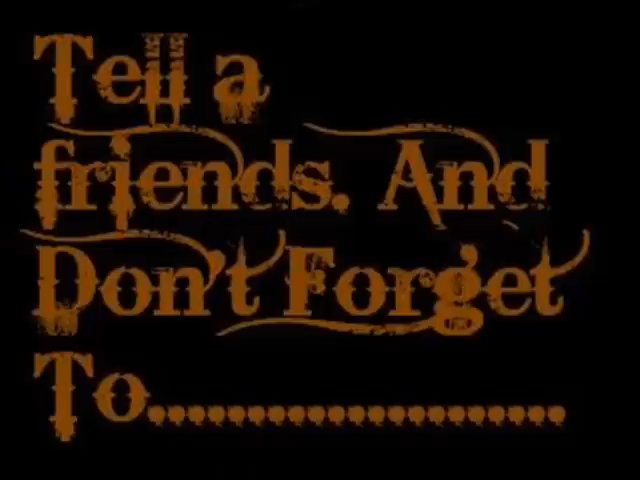 Tell a
friends. And
Don't Forget
To.....................